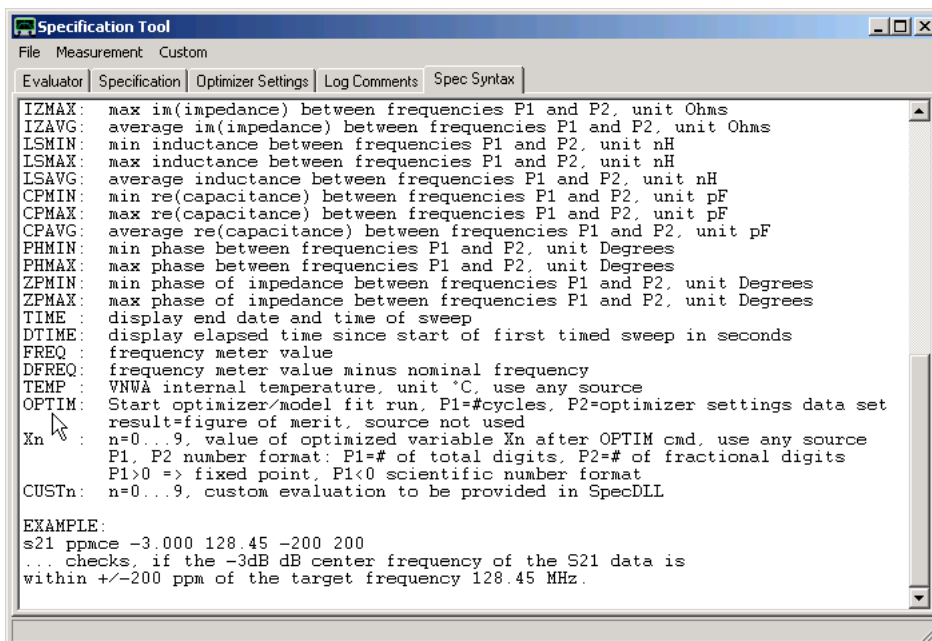 Specification Tool
File Measurement Custom
Evaluator Specification Optimizer Settings Log Comments Spec Syntax
IZMAX: max im(impedance) between frequencies P1 and P2, unit Ohms
IZAVG: average im(impedance) between frequencies P1 and P2, unit Ohms
LSMIN: min inductance between frequencies P1 and P2, unit nH
LSMAX: max inductance between frequencies P1 and P2, unit nH
LSAVG: average inductance between frequencies P1 and P2, unit nH
CPMIN: min re(capacitance) between frequencies P1 and P2, unit pF
CPMAX: max re(capacitance) between frequencies P1 and P2, unit pF
CPAVG: average re(capacitance) between frequencies P1 and P2, unit pF
PHMIN: min phase between frequencies P1 and P2, unit Degrees
PHMAX: max phase between frequencies P1 and P2, unit Degrees
ZPMIN: min phase of impedance between frequencies P1 and P2, unit Degrees
ZPMAX: max phase of impedance between frequencies P1 and P2, unit Degrees
TIME : display end date and time of sweep
DTIME: display elapsed time since start of first timed sweep in seconds
FREQ : frequency meter value
DFREQ: frequency meter value minus nominal frequency
TEMP : VNWA internal temperature, unit °C, use any source
OPTIM: Start optimizer/model fit run, P1=#cycles, P2=optimizer settings data set
result=figure of merit, source not used
Xn : n=0...9, value of optimized variable Xn after OPTIM cmd, use any source
P1, P2 number format: P1=# of total digits, P2=# of fractional digits
P1>0 => fixed point, P1<0 scientific number format
CUSTn: n=0...9, custom evaluation to be provided in SpecDLL
EXAMPLE:
s21 ppmce -3.000 128.45 -200 200
... checks, if the -3dB dB center frequency of the S21 data is
within +/-200 ppm of the target frequency 128.45 MHz.